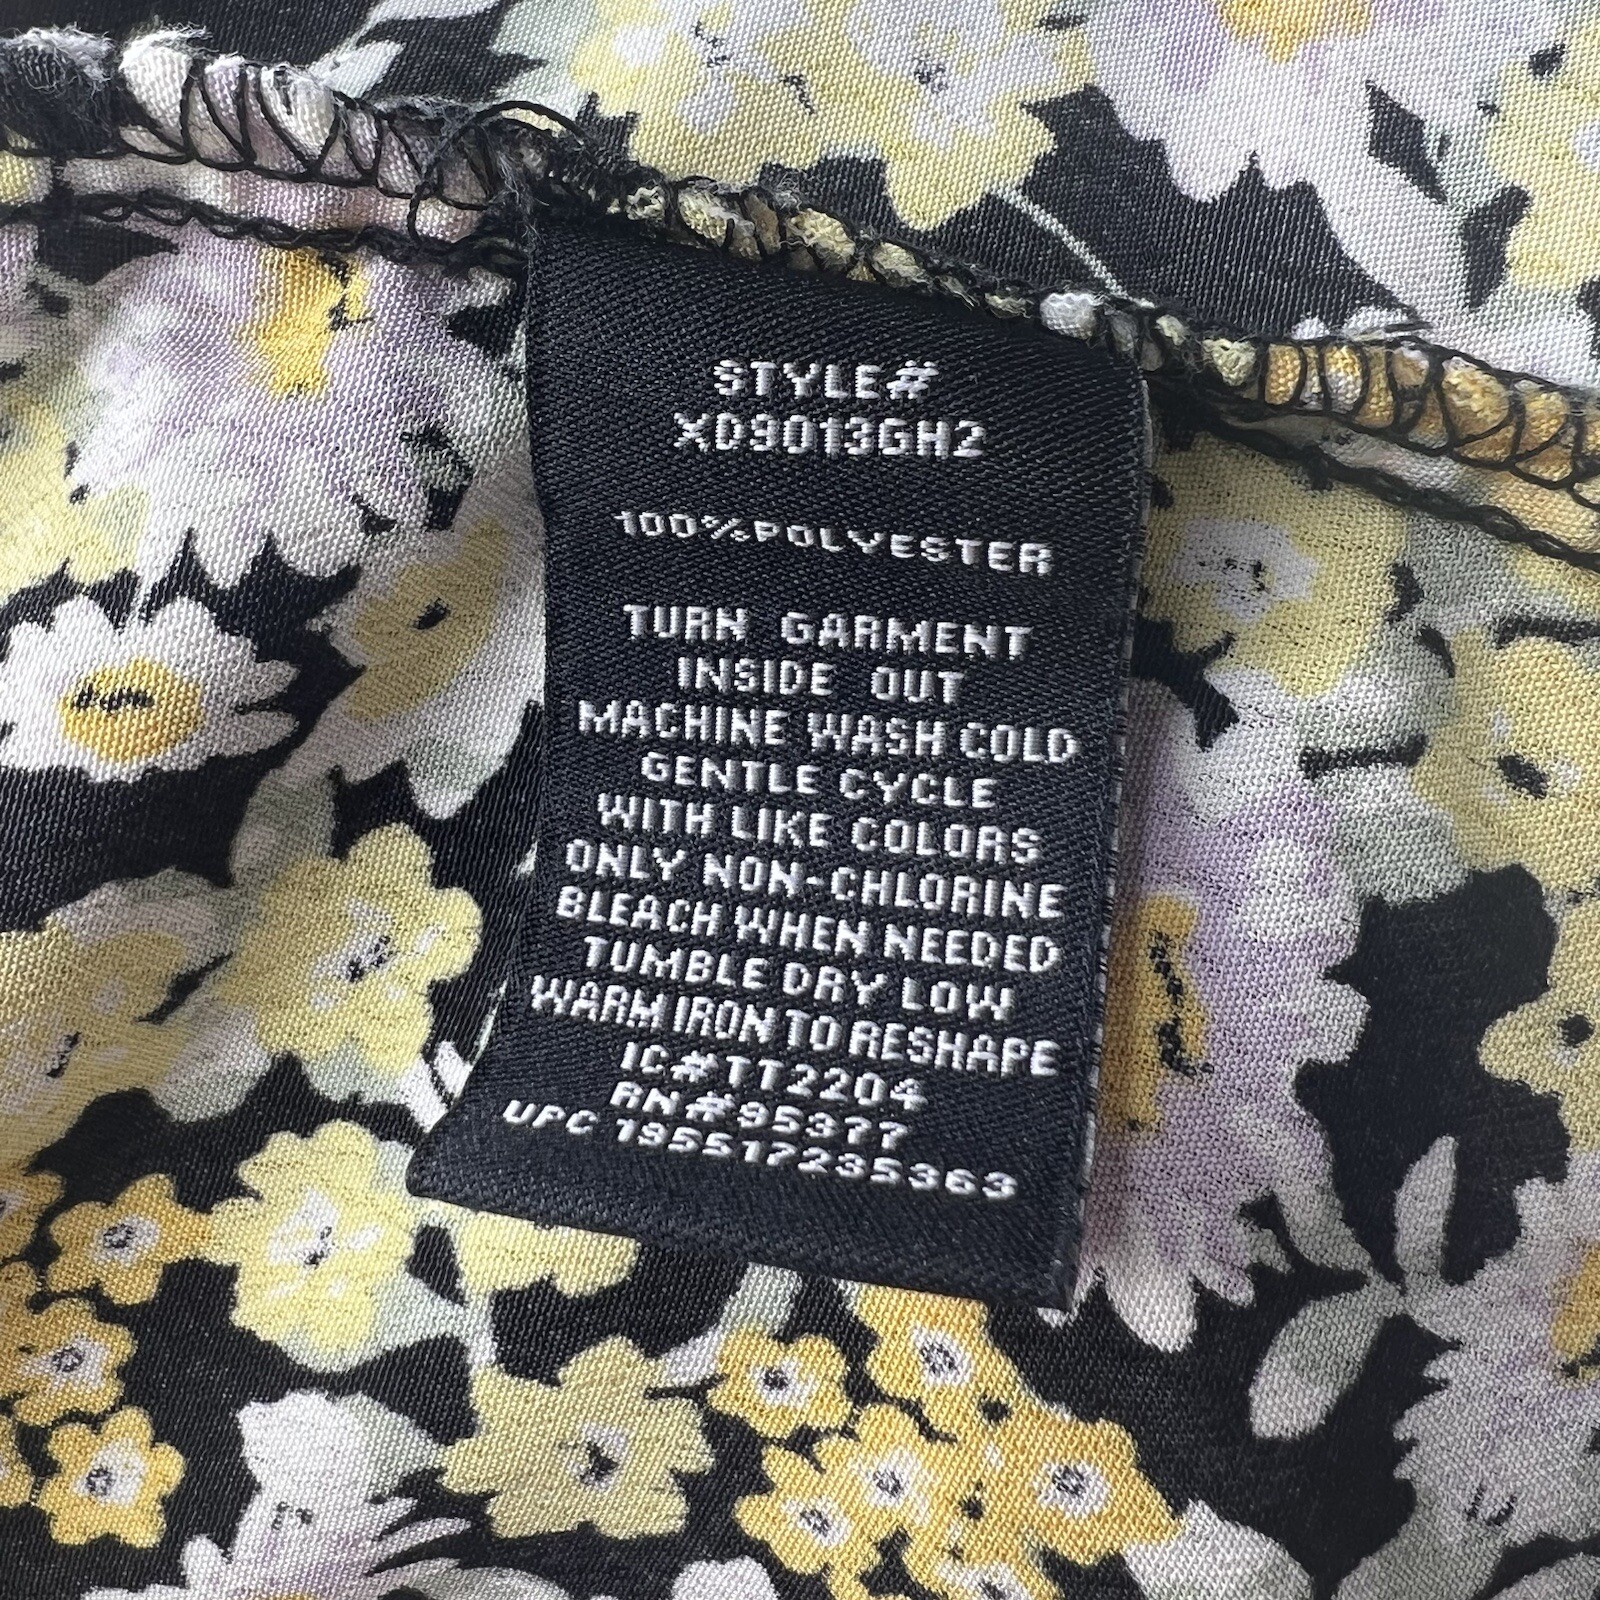 STYLE#
XD9013GH2
100%POLYESTER
TURN GARMENT
INSIDE OUT
MACHINE WASH COLD
GENTLE CYCLE
WITH LIKE COLORS
ONLY NON-CHLORINE
BLEACH WHEN NEEDED
TUMBLE DRY LOW
WARM IRON TO RESHAPE
IC#TT2204
RN#95377
UPC 195517235363